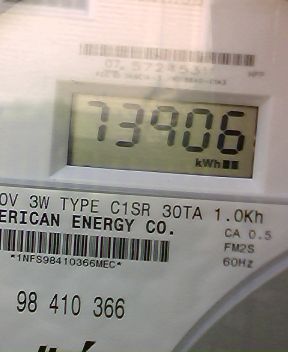 73906
kWh
0V 3W TYPE C1SR 30TA 1.0Kh
ERICAN ENERGY CO.
CA 0.5
FM2S
*1NFS98410366MEC*
60Hz
98 410 366